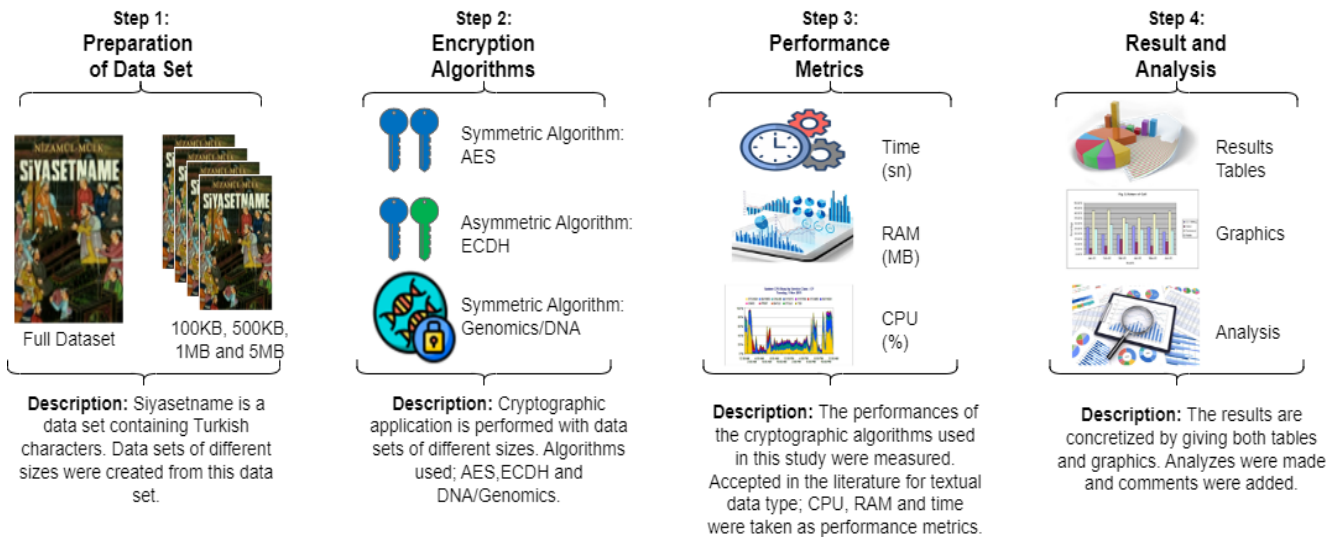 Step 1:
Preparation
of Data Set
NİZAMÜ'L-MÜLK
SİYASETNAME
NİZAMÜ'L-MÜLK
SİYASETNAME
Full Dataset
100KB, 500KB,
1MB and 5MB
Description: Siyasetname is a
data set containing Turkish
characters. Data sets of different
sizes were created from this data
set.
Step 2:
Encryption
Algorithms
Symmetric Algorithm:
AES
Asymmetric Algorithm:
ECDH
Symmetric Algorithm:
Genomics/DNA
Description: Cryptographic
application is performed with data
sets of different sizes. Algorithms
used; AES,ECDH and
DNA/Genomics.
Step 3:
Performance
Metrics
Time
(sn)
RAM
(MB)
CPU
(%)
Description: The performances of
the cryptographic algorithms used
in this study were measured.
Accepted in the literature for textual
data type; CPU, RAM and time
were taken as performance metrics.
Step 4:
Result and
Analysis
Results
Tables
Graphics
Analysis
Description: The results are
concretized by giving both tables
and graphics. Analyzes were made
and comments were added.